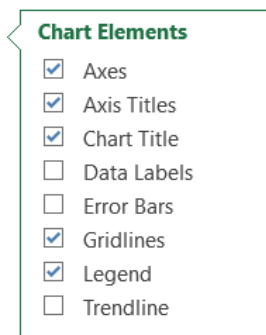 Chart Elements
Axes
Axis Titles
Chart Title
Data Labels
Error Bars
Gridlines
Legend
Trendline